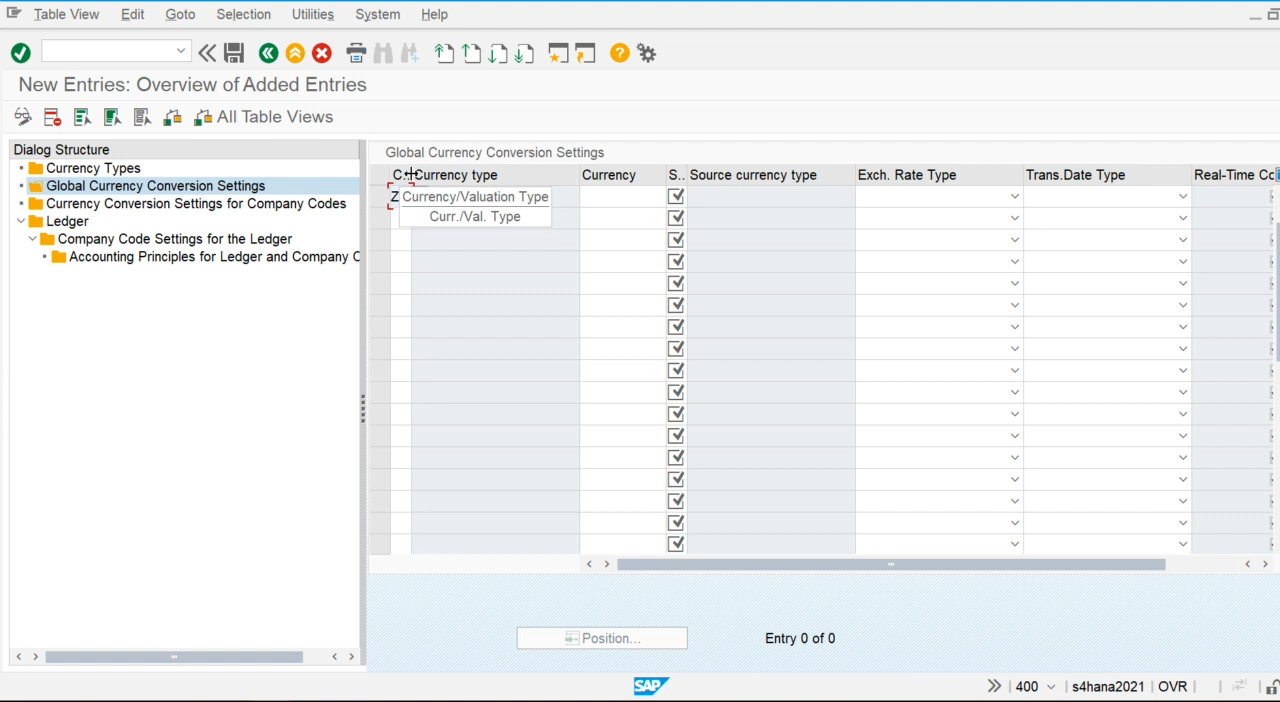 Table View Edit Goto Selection Utilities System Help
New Entries: Overview of Added Entries
All Table Views
Dialog Structure
Currency Types
Global Currency Conversion Settings
Currency Conversion Settings for Company Codes
Ledger
Company Code Settings for the Ledger
Accounting Principles for Ledger and Company C
Global Currency Conversion Settings
C.. Currency type Currency S.. Source currency type Exch. Rate Type Trans.Date Type Real-Time Co
Z
Currency/Valuation Type
Curr./Val. Type
Position...
Entry 0 of 0
SAP
400 s4hana2021 OVR